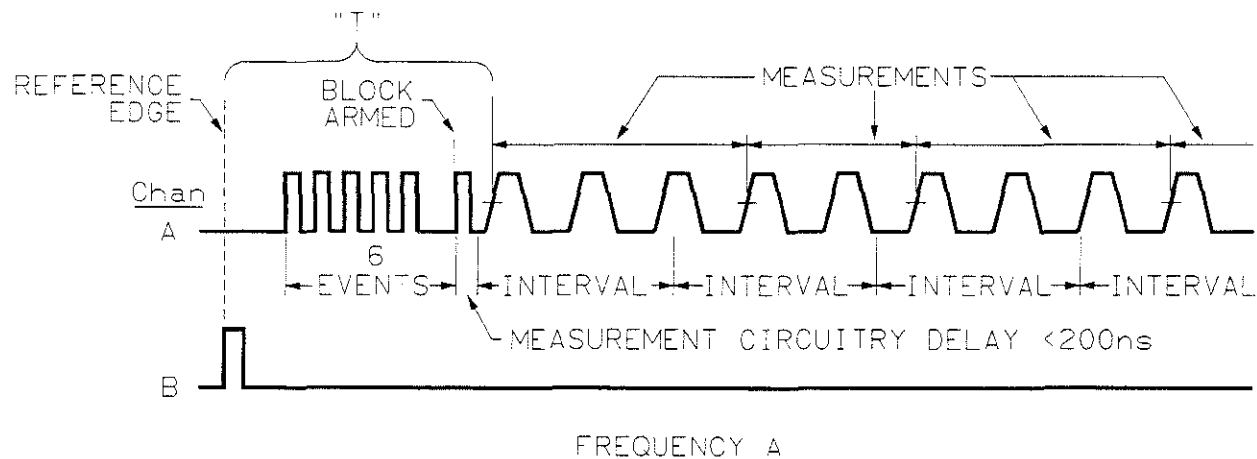 "T"
REFERENCE
EDGE
BLOCK
ARMED
MEASUREMENTS
Chan
A
6
EVENTS
INTERVAL
INTERVAL
INTERVAL
INTERVAL
MEASUREMENT CIRCUITRY DELAY <200ns
B
FREQUENCY A